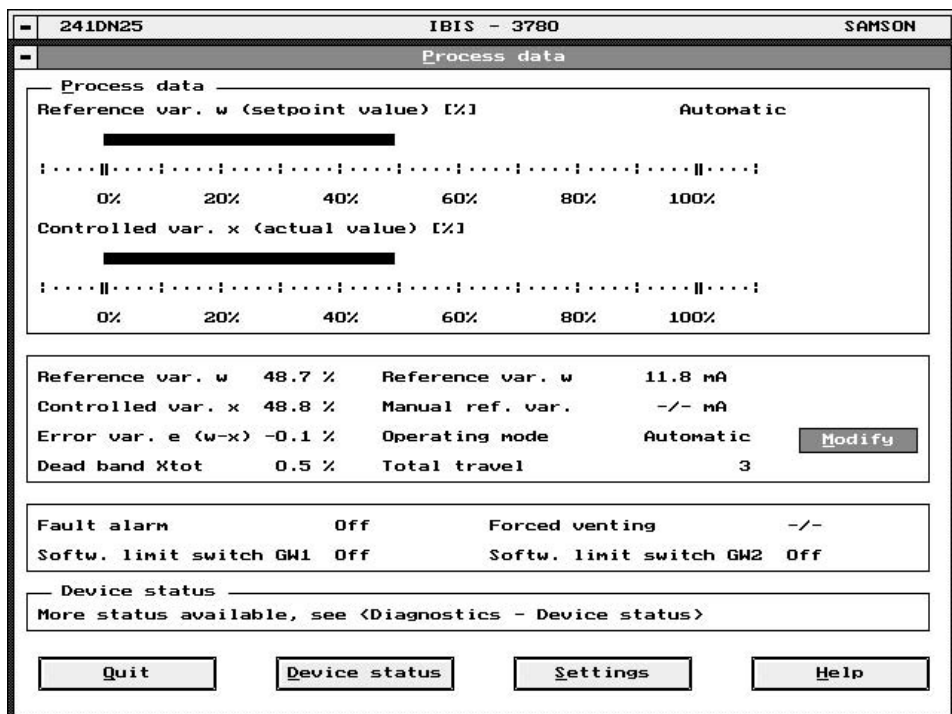 241DN25 IBIS - 3780 SAMSON
Process data
Process data
Reference var. w (setpoint value) [%] Automatic
0% 20% 40% 60% 80% 100%
Controlled var. x (actual value) [%]
0% 20% 40% 60% 80% 100%
Reference var. w 48.7 % Reference var. w 11.8 mA
Controlled var. x 48.8 % Manual ref. var. -/- mA
Error var. e (w-x) -0.1 % Operating mode Automatic Modify
Dead band Xtot 0.5 % Total travel 3
Fault alarm Off Forced venting -/-
Softw. limit switch GW1 Off Softw. limit switch GW2 Off
Device status
More status available, see <Diagnostics - Device status>
Quit Device status Settings Help